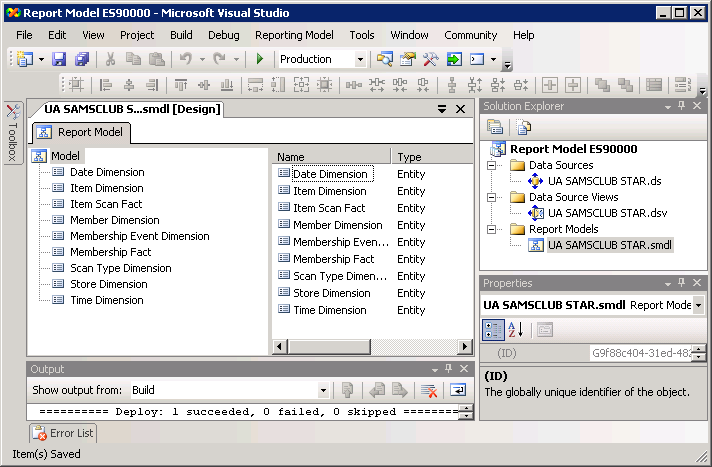 Report Model ES90000 - Microsoft Visual Studio
File Edit View Project Build Debug Reporting Model Tools Window Community Help
Production
UA SAMSCLUB S...smdl [Design]
Toolbox
Report Model
Model
Date Dimension
Item Dimension
Item Scan Fact
Member Dimension
Membership Event Dimension
Membership Fact
Scan Type Dimension
Store Dimension
Time Dimension
Name Type
Date Dimension Entity
Item Dimension Entity
Item Scan Fact Entity
Member Dimension Entity
Membership Even... Entity
Membership Fact Entity
Scan Type Dimen... Entity
Store Dimension Entity
Time Dimension Entity
Solution Explorer
Report Model ES90000
Data Sources
UA SAMSCLUB STAR.ds
Data Source Views
UA SAMSCLUB STAR.dsv
Report Models
UA SAMSCLUB STAR.smdl
Properties
UA SAMSCLUB STAR.smdl Report Mode
(ID) G9f88c404-31ed-482
(ID)
The globally unique identifier of the object.
Output
Show output from: Build
========== Deploy: 1 succeeded, 0 failed, 0 skipped =========
Error List
Item(s) Saved